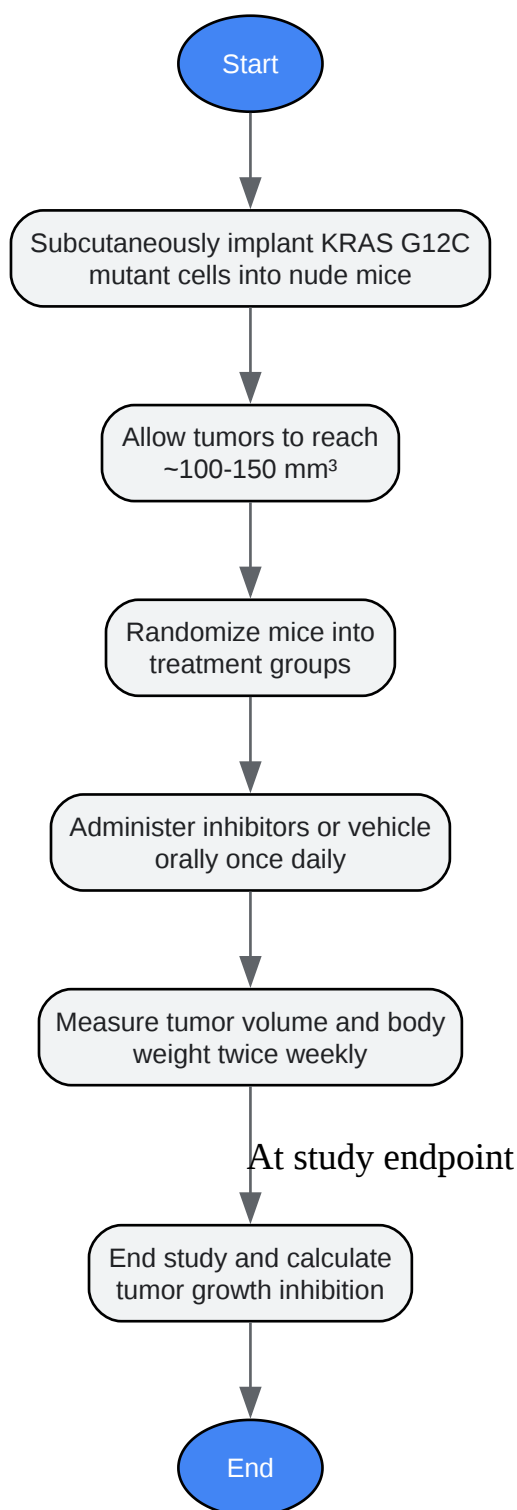 Start
Subcutaneously implant KRAS G12C
mutant cells into nude mice
Allow tumors to reach
~100-150 mm³
Randomize mice into
treatment groups
Administer inhibitors or vehicle
orally once daily
Measure tumor volume and body
weight twice weekly
At study endpoint
End study and calculate
tumor growth inhibition
End